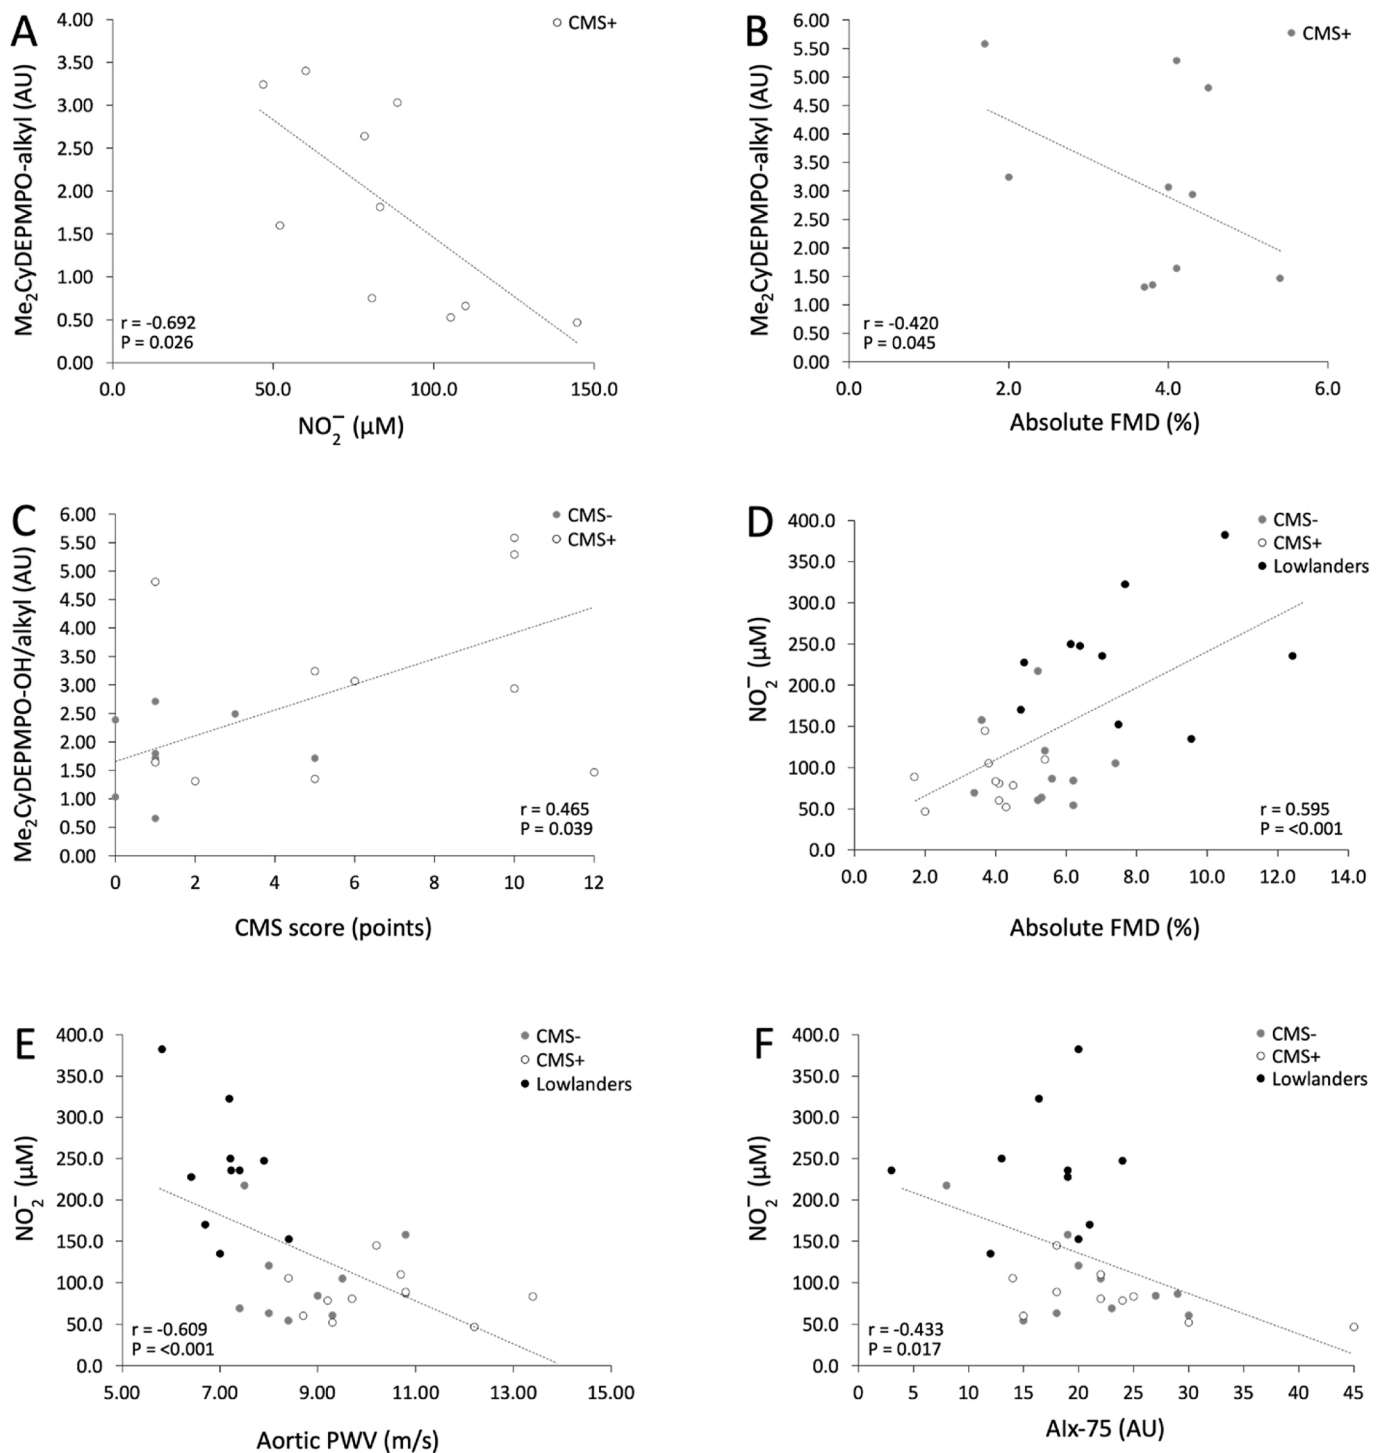 A
4.00
3.50
3.00
2.50
2.00
1.50
1.00
0.50
0.00
Me₂CyDEPMPO-alkyl (AU)
CMS+
r = -0.692
P = 0.026
0.0 50.0 100.0 150.0
NO₂⁻ (μM)
B
6.00
5.50
5.00
4.50
4.00
3.50
3.00
2.50
2.00
1.50
1.00
0.50
0.00
Me₂CyDEPMPO-alkyl (AU)
CMS+
r = -0.420
P = 0.045
0.0 2.0 4.0 6.0
Absolute FMD (%)
C
6.00
5.50
5.00
4.50
4.00
3.50
3.00
2.50
2.00
1.50
1.00
0.50
0.00
Me₂CyDEPMPO-OH/alkyl (AU)
CMS-
CMS+
r = 0.465
P = 0.039
0 2 4 6 8 10 12
CMS score (points)
D
400.0
300.0
250.0
200.0
150.0
100.0
50.0
0.0
NO₂⁻ (μM)
CMS-
CMS+
Lowlanders
r = 0.595
P = <0.001
0.0 2.0 4.0 6.0 8.0 10.0 12.0 14.0
Absolute FMD (%)
E
400.0
350.0
300.0
250.0
200.0
150.0
100.0
50.0
0.0
NO₂⁻ (μM)
CMS-
CMS+
Lowlanders
r = -0.609
P = <0.001
5.00 7.00 9.00 11.00 13.00 15.00
Aortic PWV (m/s)
F
400.0
350.0
300.0
250.0
200.0
150.0
100.0
50.0
0.0
NO₂⁻ (μM)
CMS-
CMS+
Lowlanders
r = -0.433
P = 0.017
0 5 10 15 20 25 30 35 40 45
AIx-75 (AU)